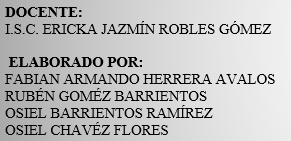 DOCENTE:
I.S.C. ERICKA JAZMÍN ROBLES GÓMEZ
ELABORADO POR:
FABIAN ARMANDO HERRERA AVALOS
RUBÉN GOMÉZ BARRIENTOS
OSIEL BARRIENTOS RAMÍREZ
OSIEL CHAVÉZ FLORES